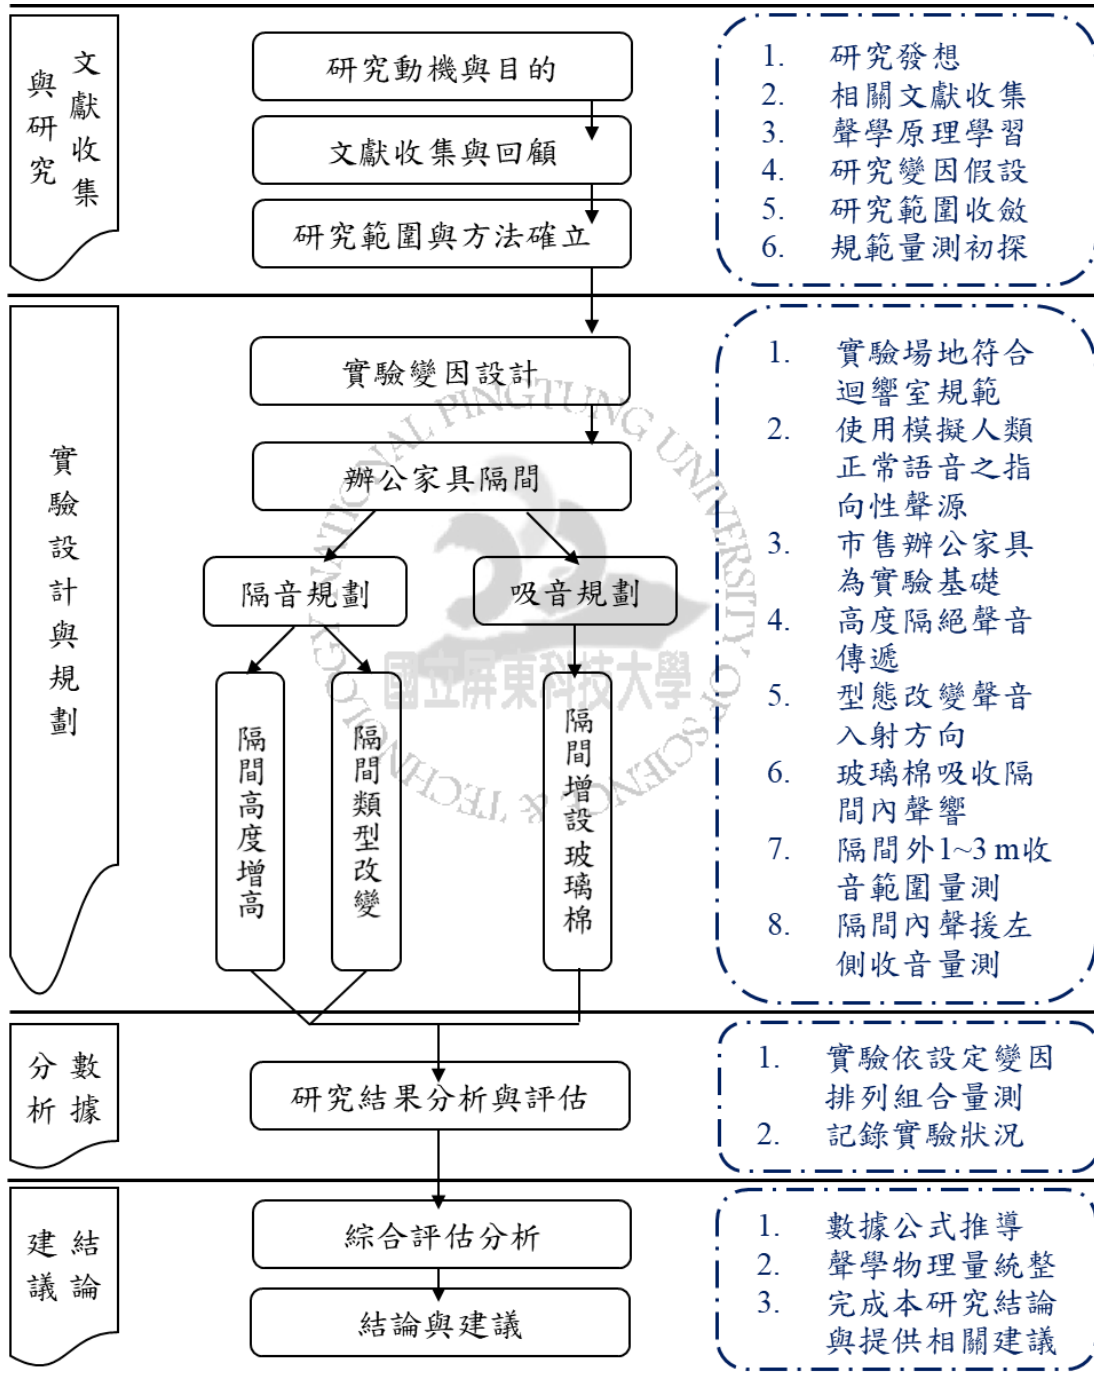 文獻收集
與研究
研究動機與目的
文獻收集與回顧
研究範圍與方法確立
1. 研究發想
2. 相關文獻收集
3. 聲學原理學習
4. 研究變因假設
5. 研究範圍收斂
6. 規範量測初探
實驗設計與規劃
實驗變因設計
辦公家具隔間
隔音規劃
吸音規劃
隔間高度增高
隔間類型改變
隔間增設玻璃棉
1. 實驗場地符合
迴響室規範
2. 使用模擬人類
正常語音之指
向性聲源
3. 市售辦公家具
為實驗基礎
4. 高度隔絕聲音
傳遞
5. 型態改變聲音
入射方向
6. 玻璃棉吸收隔
間內聲響
7. 隔間外1~3 m收
音範圍量測
8. 隔間內聲援左
側收音量測
NATIONAL PINGTUNG UNIVERSITY OF SCIENCE & TECHNOLOGY
國立屏東科技大學
數據
分析
研究結果分析與評估
1. 實驗依設定變因
排列組合量測
2. 記錄實驗狀況
結論
建議
綜合評估分析
結論與建議
1. 數據公式推導
2. 聲學物理量統整
3. 完成本研究結論
與提供相關建議